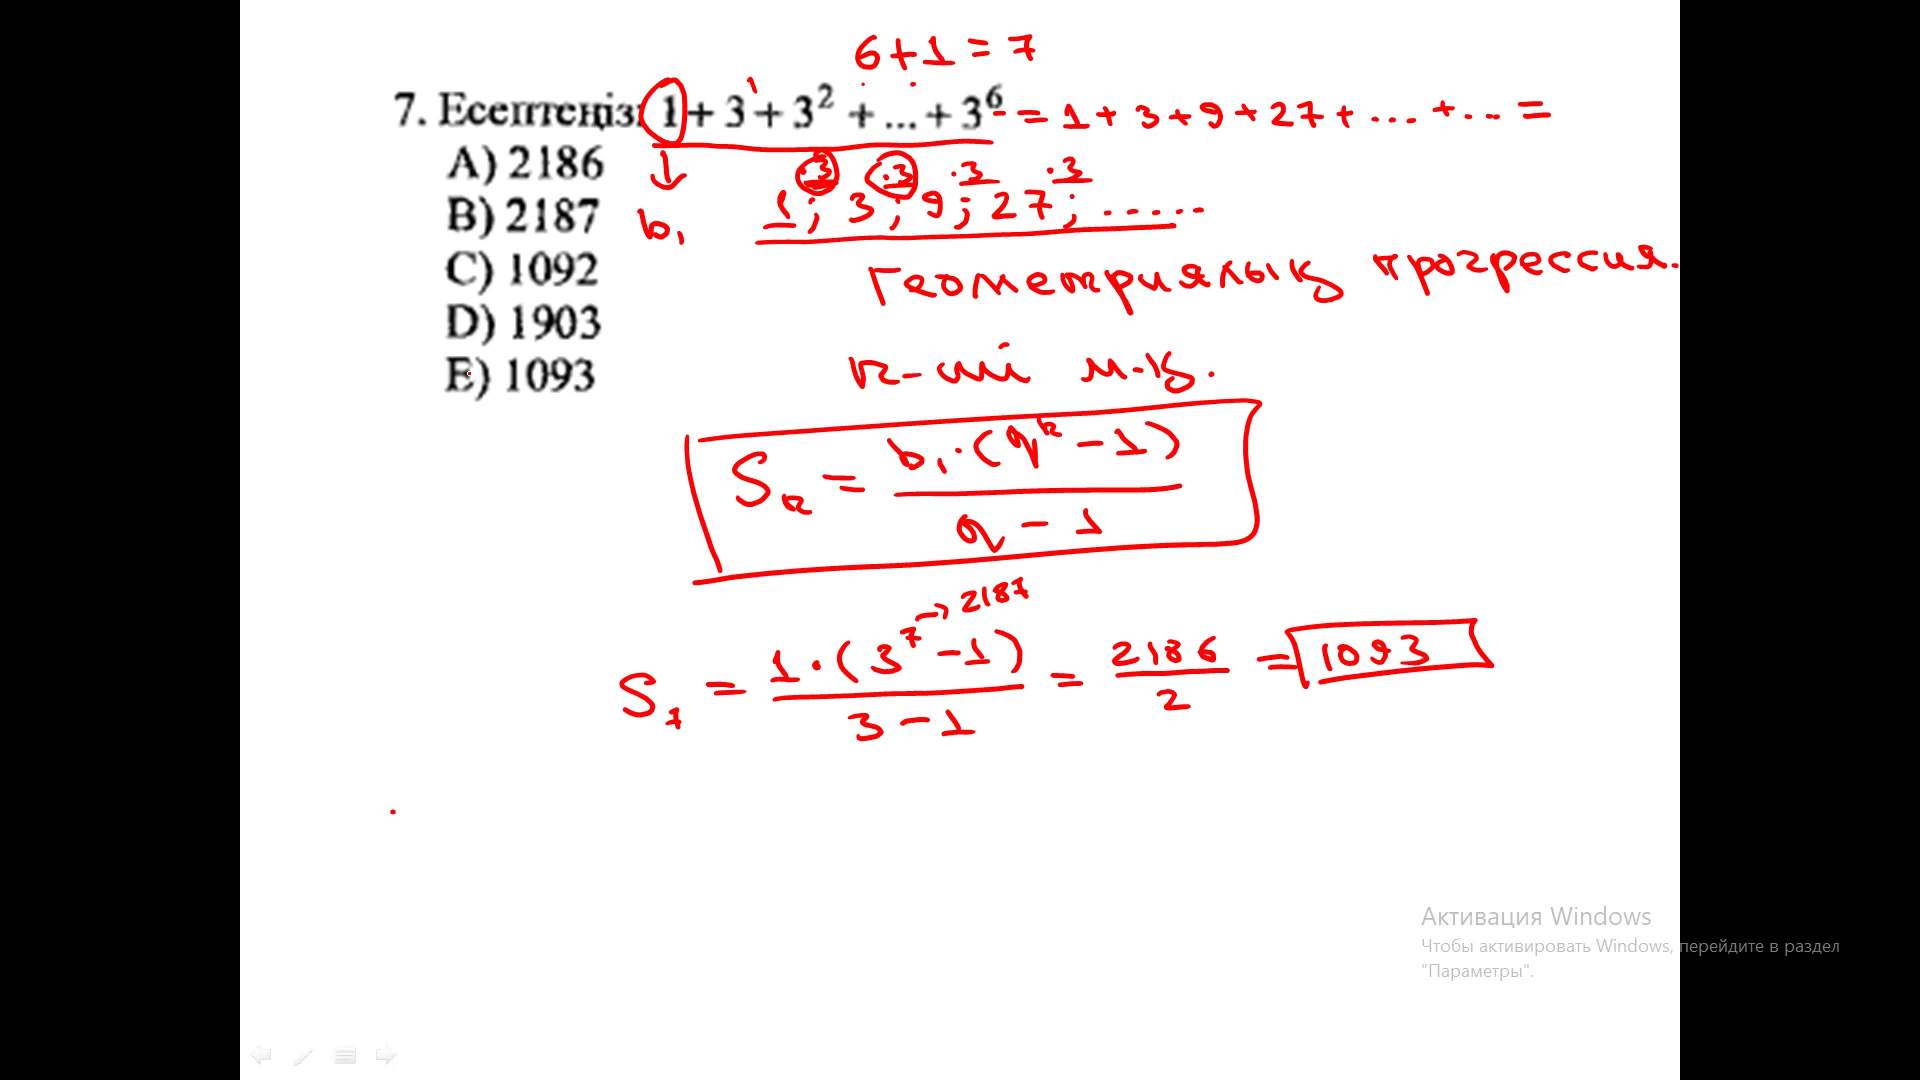 6+1=7
7. Есептеңіз: 1 + 3 + 3² + ... + 3⁶ = 1 + 3 + 9 + 27 + .... + ... =
A) 2186
B) 2187
C) 1092
D) 1903
E) 1093
·3 ·3 ·3 ·3
b₁ 1; 3; 9; 27; ......
Геометриялық прогрессия.
n-ші м.қ.
Sₙ = b₁·(qⁿ - 1) / q - 1
→ 2187
S₇ = 1·(3⁷ - 1) / 3 - 1 = 2186 / 2 = 1093
Активация Windows
Чтобы активировать Windows, перейдите в раздел
"Параметры".